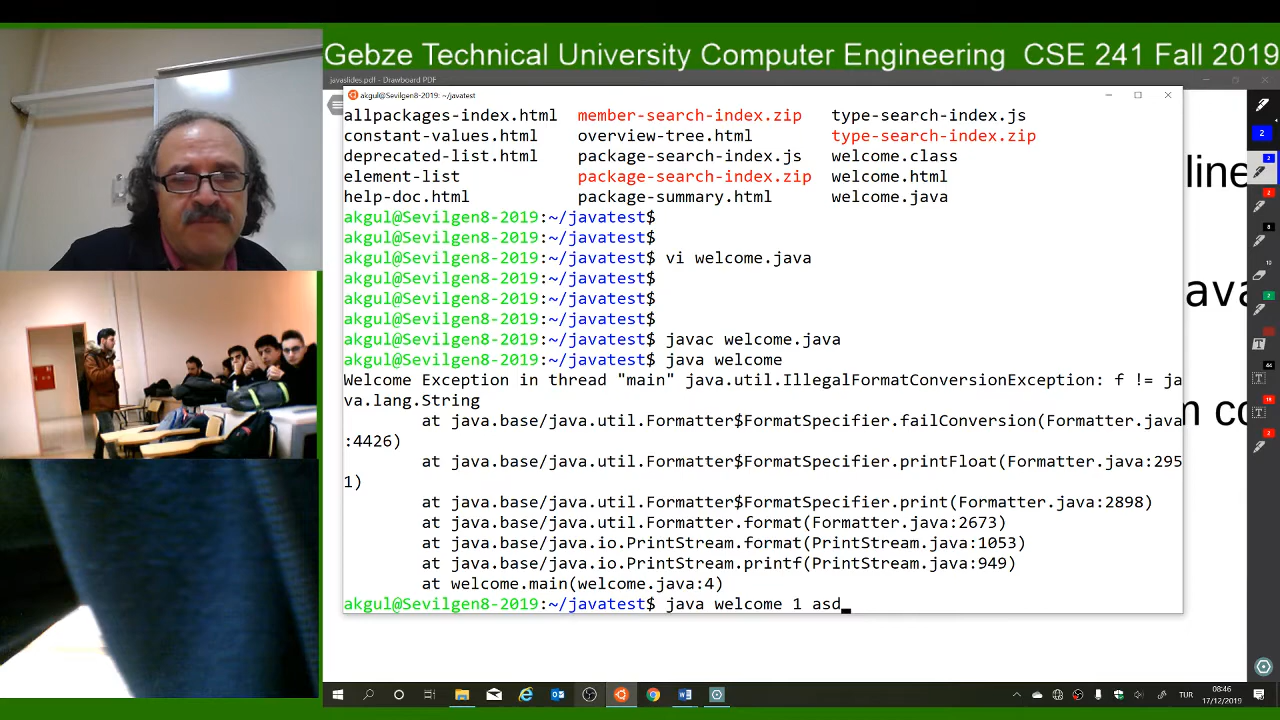 Gebze Technical University Computer Engineering CSE 241 Fall 2019
javaslides.pdf - Drawboard PDF
akgul@Sevilgen8-2019: ~/javatest
allpackages-index.html member-search-index.zip type-search-index.js
constant-values.html overview-tree.html type-search-index.zip
deprecated-list.html package-search-index.js welcome.class
element-list package-search-index.zip welcome.html
help-doc.html package-summary.html welcome.java
akgul@Sevilgen8-2019:~/javatest$
akgul@Sevilgen8-2019:~/javatest$
akgul@Sevilgen8-2019:~/javatest$ vi welcome.java
akgul@Sevilgen8-2019:~/javatest$
akgul@Sevilgen8-2019:~/javatest$
akgul@Sevilgen8-2019:~/javatest$
akgul@Sevilgen8-2019:~/javatest$ javac welcome.java
akgul@Sevilgen8-2019:~/javatest$ java welcome
Welcome Exception in thread "main" java.util.IllegalFormatConversionException: f != ja
va.lang.String
at java.base/java.util.Formatter$FormatSpecifier.failConversion(Formatter.java
:4426)
at java.base/java.util.Formatter$FormatSpecifier.printFloat(Formatter.java:295
1)
at java.base/java.util.Formatter$FormatSpecifier.print(Formatter.java:2898)
at java.base/java.util.Formatter.format(Formatter.java:2673)
at java.base/java.io.PrintStream.format(PrintStream.java:1053)
at java.base/java.io.PrintStream.printf(PrintStream.java:949)
at welcome.main(welcome.java:4)
akgul@Sevilgen8-2019:~/javatest$ java welcome 1 asd
line
ava
m co
TUR
08:46
17/12/2019